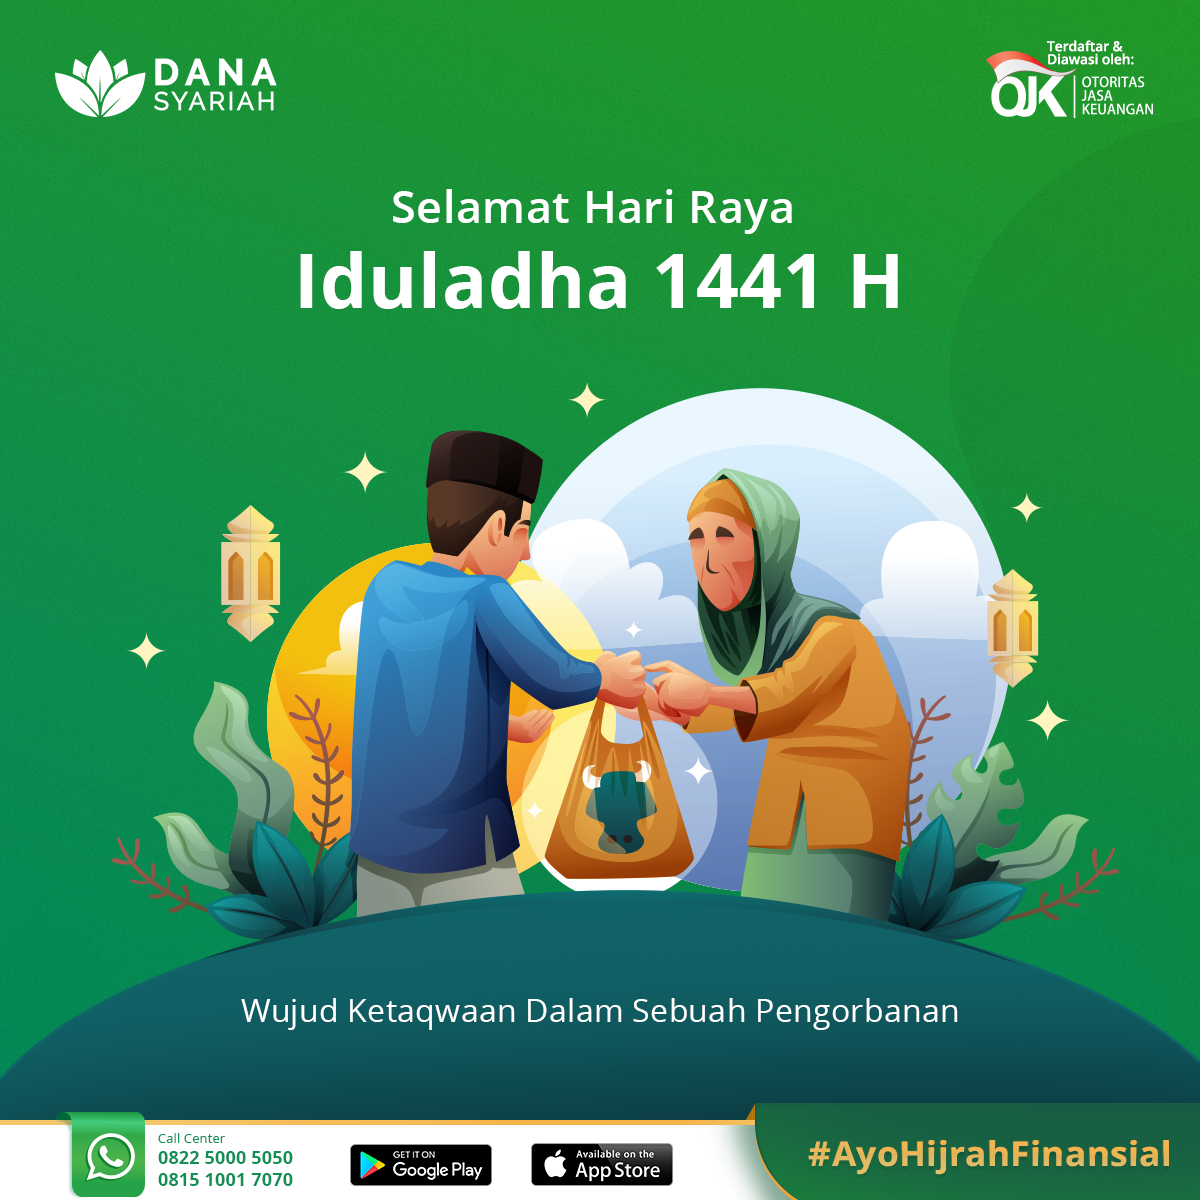 DANA
SYARIAH
Terdaftar &
Diawasi oleh:
OJK
OTORITAS
JASA
KEUANGAN
Selamat Hari Raya
Iduladha 1441 H
Wujud Ketaqwaan Dalam Sebuah Pengorbanan
Call Center
0822 5000 5050
0815 1001 7070
GET IT ON
Google Play
Available on the
App Store
#AyoHijrahFinansial